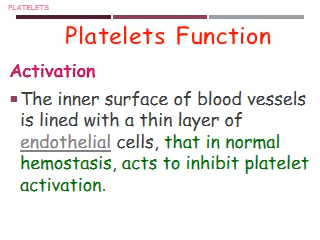 PLATELETS
Platelets Function
Activation
▪ The inner surface of blood vessels
is lined with a thin layer of
endothelial cells, that in normal
hemostasis, acts to inhibit platelet
activation.